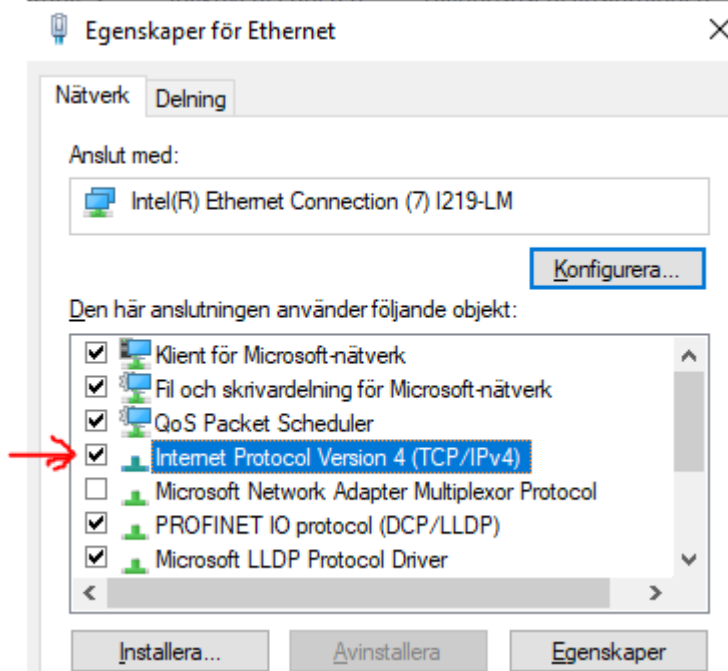 Egenskaper för Ethernet
Nätverk Delning
Anslut med:
Intel(R) Ethernet Connection (7) I219-LM
Konfigurera...
Den här anslutningen använder följande objekt:
Klient för Microsoft-nätverk
Fil och skrivardelning för Microsoft-nätverk
QoS Packet Scheduler
Internet Protocol Version 4 (TCP/IPv4)
Microsoft Network Adapter Multiplexor Protocol
PROFINET IO protocol (DCP/LLDP)
Microsoft LLDP Protocol Driver
Installera... Avinstallera Egenskaper